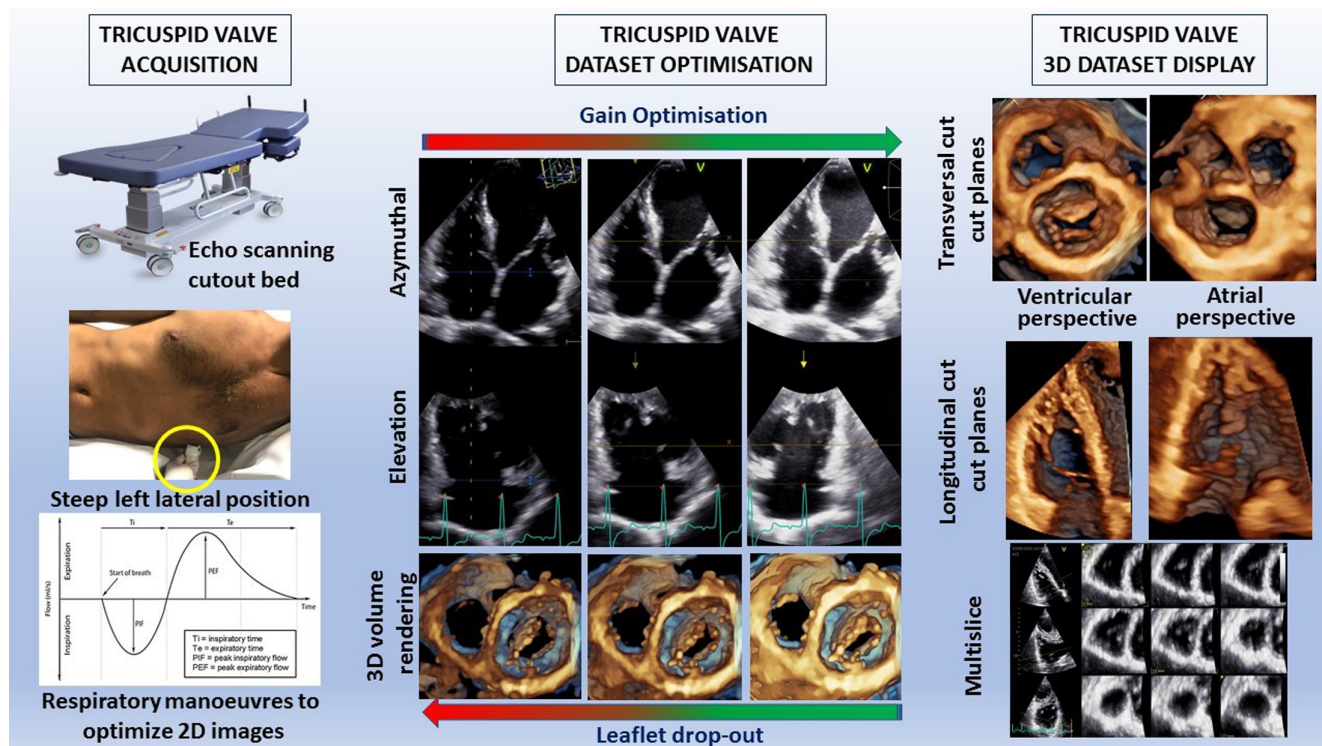 TRICUSPID VALVE
ACQUISITION
Echo scanning
cutout bed
Steep left lateral position
Ti
Te
Expiration
Inspiration
Flow (ml/s)
Start of breath
PEF
PIF
Time
Ti = inspiratory time
Te = expiratory time
PIF = peak inspiratory flow
PEF = peak expiratory flow
Respiratory manoeuvres to
optimize 2D images
TRICUSPID VALVE
DATASET OPTIMISATION
Gain Optimisation
Azymuthal
V
V
Elevation
3D volume
rendering
Leaflet drop-out
TRICUSPID VALVE
3D DATASET DISPLAY
Transversal
cut planes
Ventricular
perspective
Atrial
perspective
Longitudinal cut
cut planes
Multislice
V